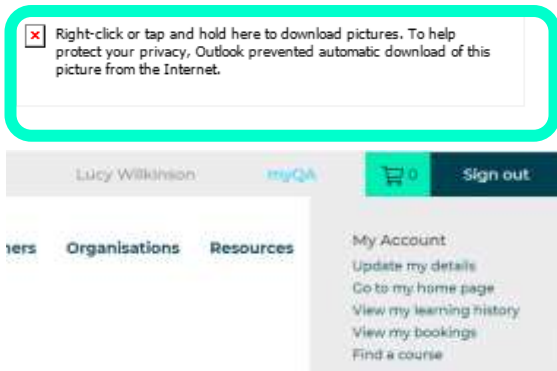 Right-click or tap and hold here to download pictures. To help
protect your privacy, Outlook prevented automatic download of this
picture from the Internet.
Lucy Wilkinson myQA 0 Sign out
ners Organisations Resources
My Account
Update my details
Go to my home page
View my learning history
View my bookings
Find a course